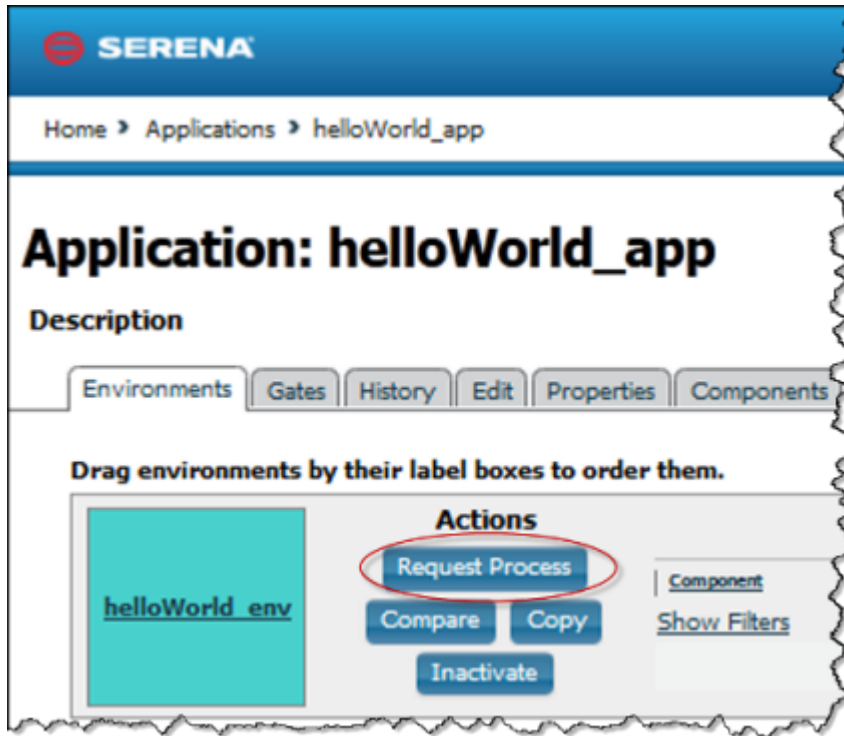 SERENA
Home > Applications > helloWorld_app
Application: helloWorld_app
Description
Environments Gates History Edit Properties Components
Drag environments by their label boxes to order them.
helloWorld_env
Actions
Request Process
Compare Copy
Inactivate
Component
Show Filters